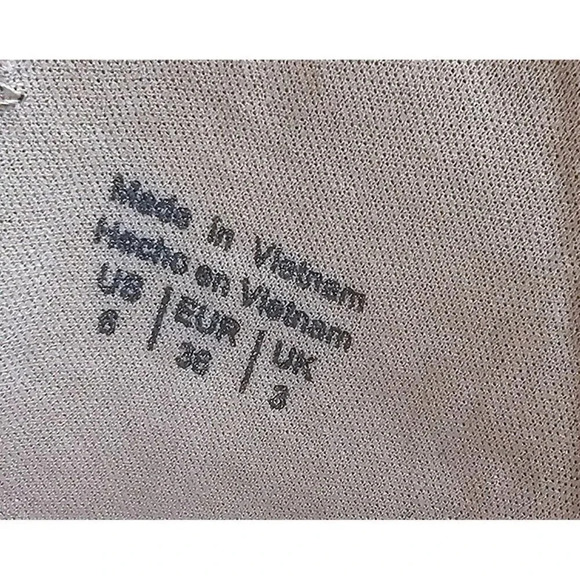 Made in Vietnam
Hecho en Vietnam
US | EUR | UK
6 | 36 | 3